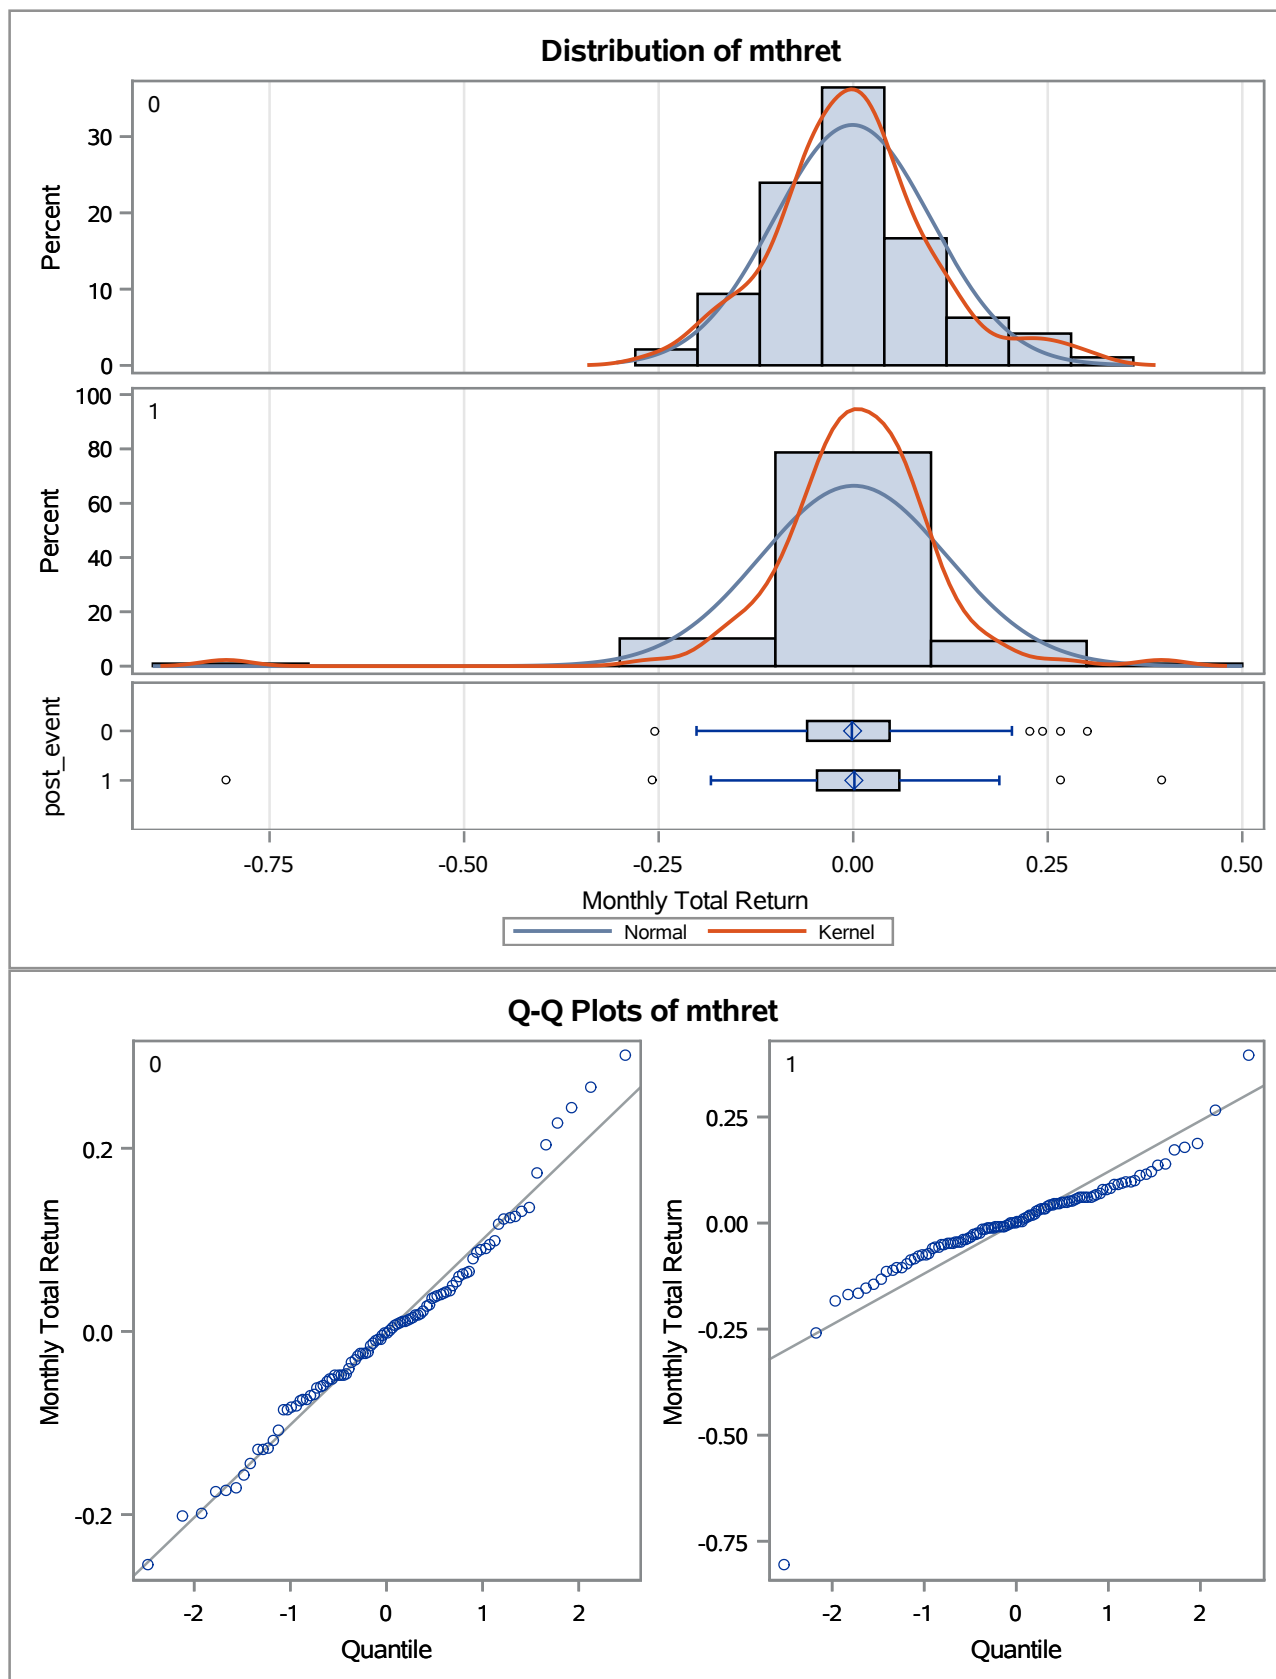 Distribution of mthret
0
Percent
30
20
10
0
1
Percent
100
80
60
40
20
0
post_event
0
1
-0.75 -0.50 -0.25 0.00 0.25 0.50
Monthly Total Return
Normal Kernel
Q-Q Plots of mthret
0
Monthly Total Return
0.2
0.0
-0.2
-2 -1 0 1 2
Quantile
1
Monthly Total Return
0.25
0.00
-0.25
-0.50
-0.75
-2 -1 0 1 2
Quantile